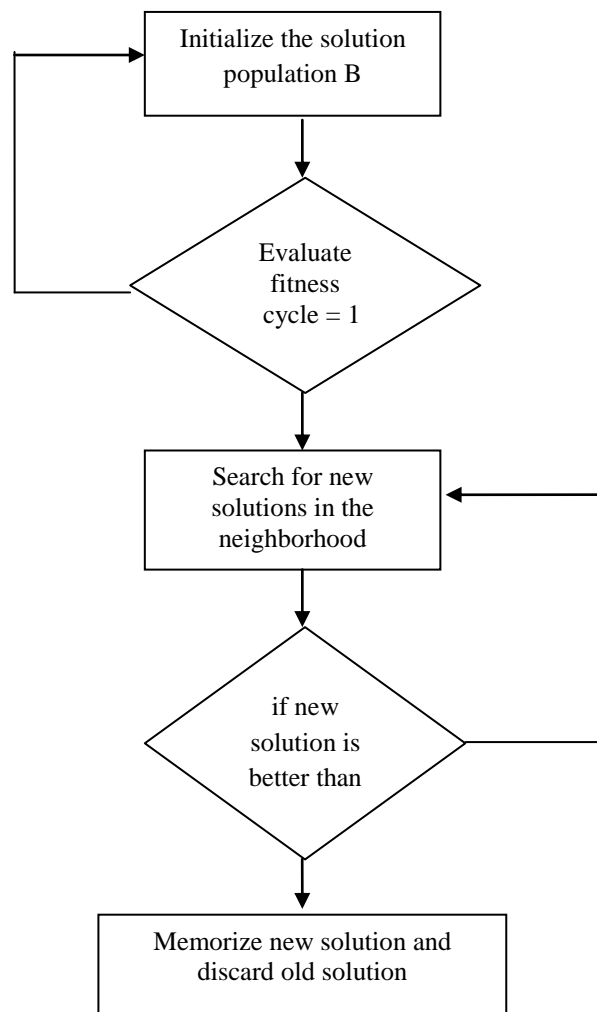 Initialize the solution
population B
Evaluate
fitness
cycle = 1
Search for new
solutions in the
neighborhood
if new
solution is
better than
Memorize new solution and
discard old solution